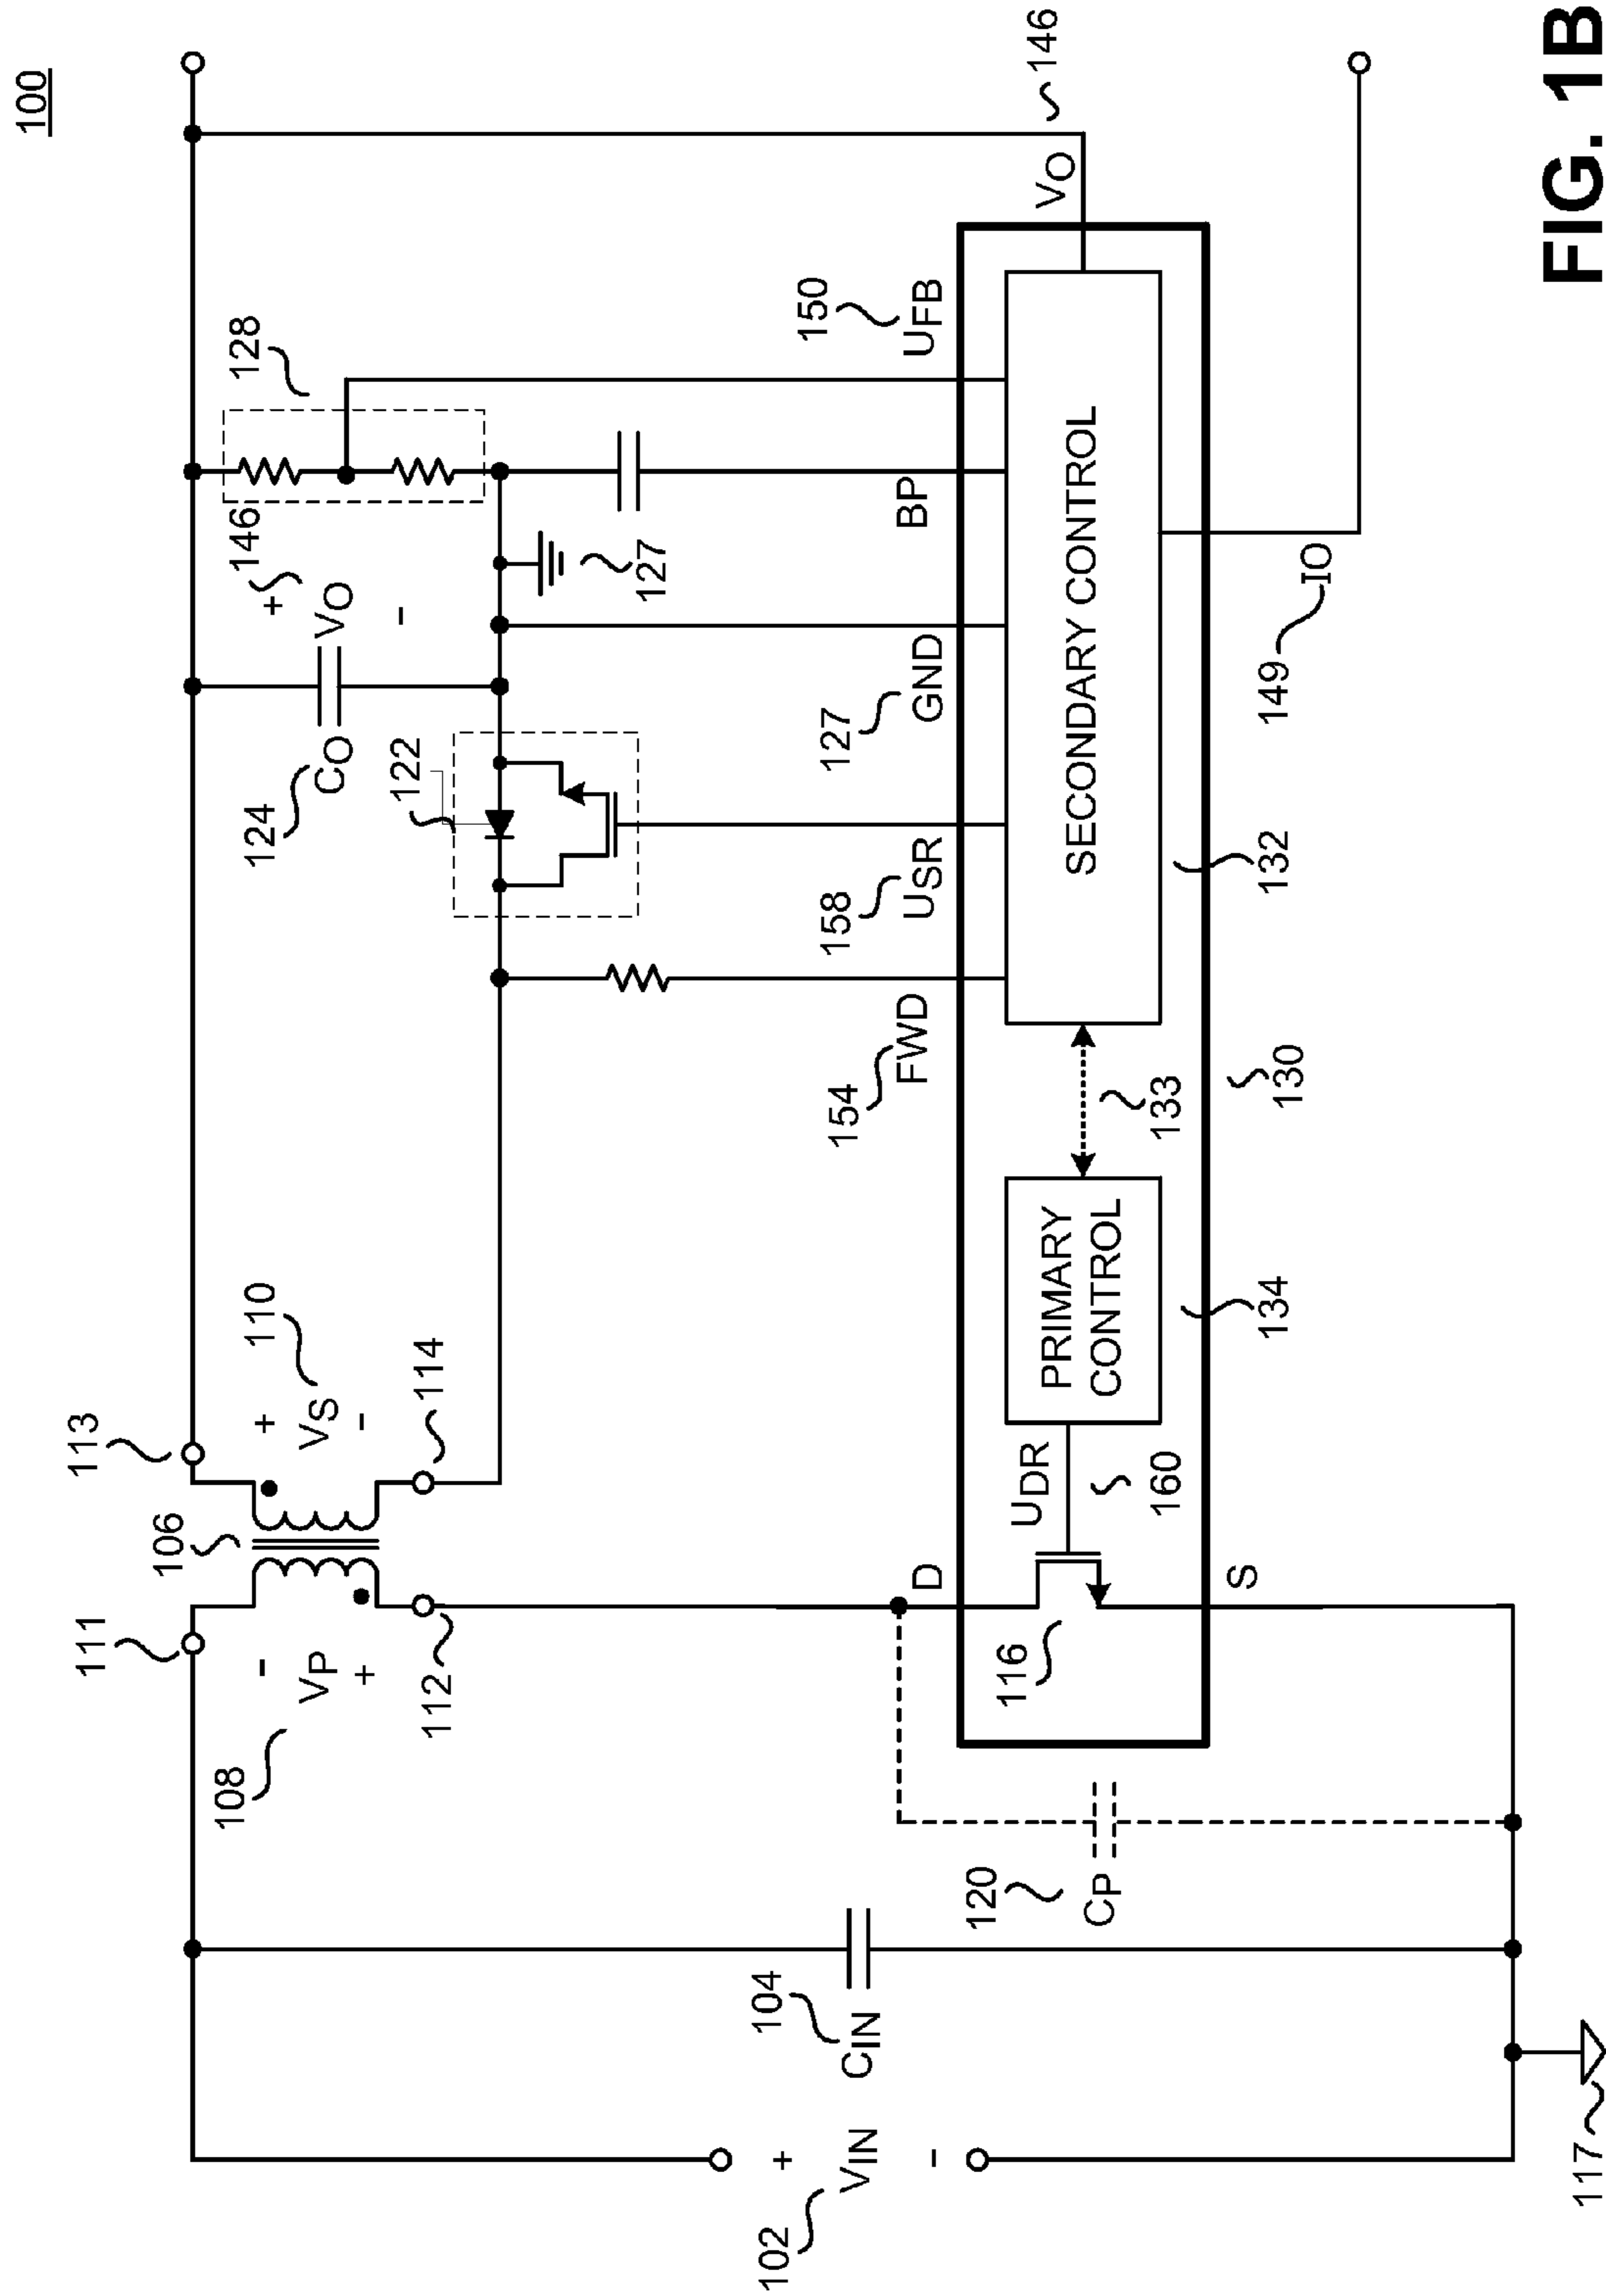 100
111
106
113
108
-
VP
+
112
+
VS
-
110
114
124
CO
+
VO
-
146
128
122
127
102
+
VIN
-
104
CIN
120
CP
D
116
S
UDR
160
PRIMARY
CONTROL
134
133
130
154
FWD
158
USR
127
GND
BP
150
UFB
VO
146
SECONDARY CONTROL
132
149
IO
117
FIG. 1B